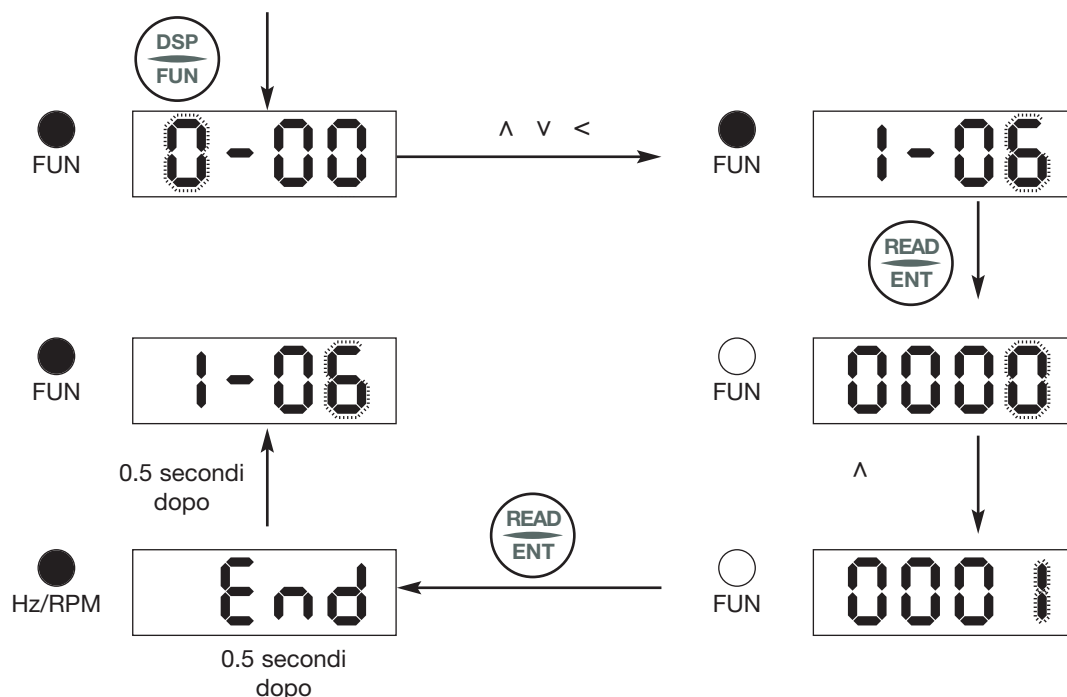 DSP
FUN
FUN
0-00
∧ ∨ <
FUN
1-06
READ
ENT
FUN
1-06
FUN
0000
0.5 secondi
dopo
∧
READ
ENT
Hz/RPM
End
FUN
0001
0.5 secondi
dopo